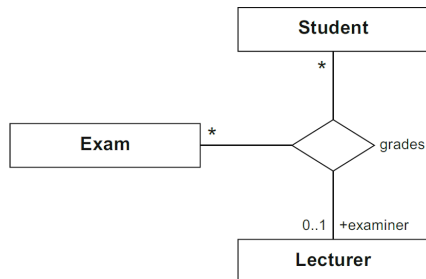 Student
*
Exam
*
grades
0..1 +examiner
Lecturer